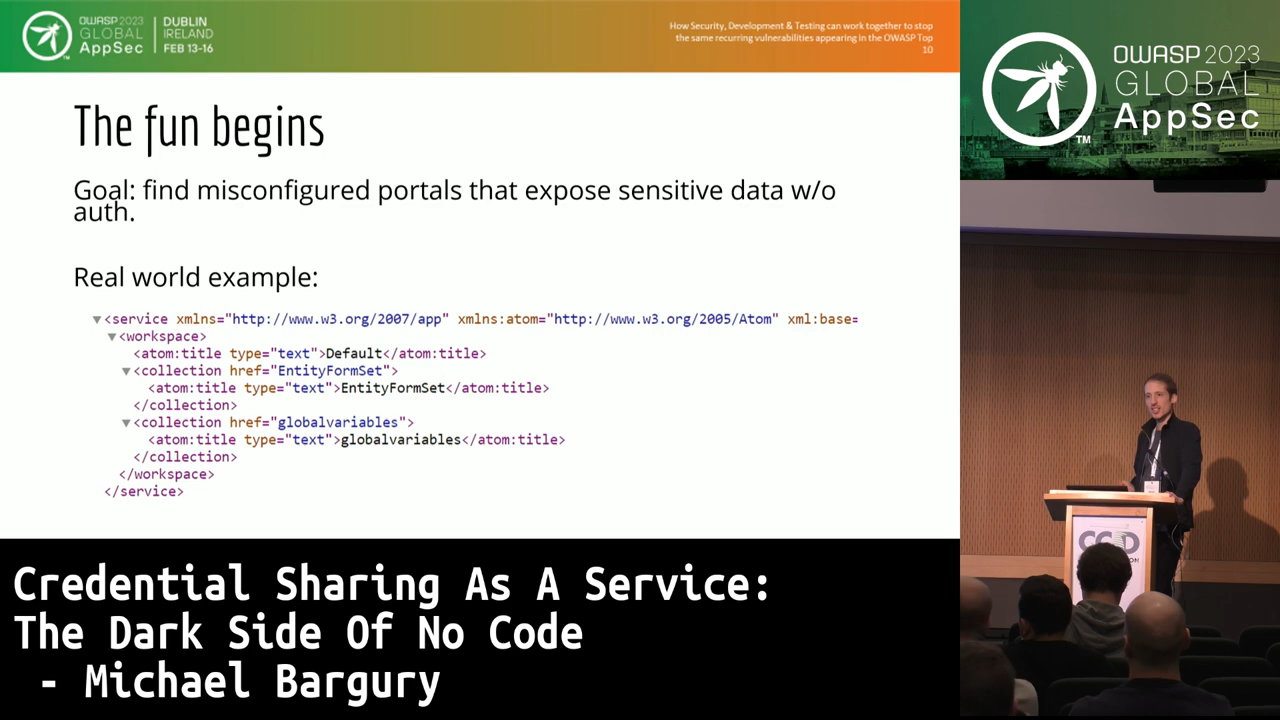 OWASP 2023
GLOBAL
AppSec
DUBLIN
IRELAND
FEB 13-16
How Security, Development & Testing can work together to stop
the same recurring vulnerabilities appearing in the OWASP Top
10
The fun begins
Goal: find misconfigured portals that expose sensitive data w/o
auth.
Real world example:
▼<service xmlns="http://www.w3.org/2007/app" xmlns:atom="http://www.w3.org/2005/Atom" xml:base=
▼<workspace>
<atom:title type="text">Default</atom:title>
▼<collection href="EntityFormSet">
<atom:title type="text">EntityFormSet</atom:title>
</collection>
▼<collection href="globalvariables">
<atom:title type="text">globalvariables</atom:title>
</collection>
</workspace>
</service>
OWASP 2023
GLOBAL
AppSec
TM
Credential Sharing As A Service:
The Dark Side Of No Code
- Michael Bargury